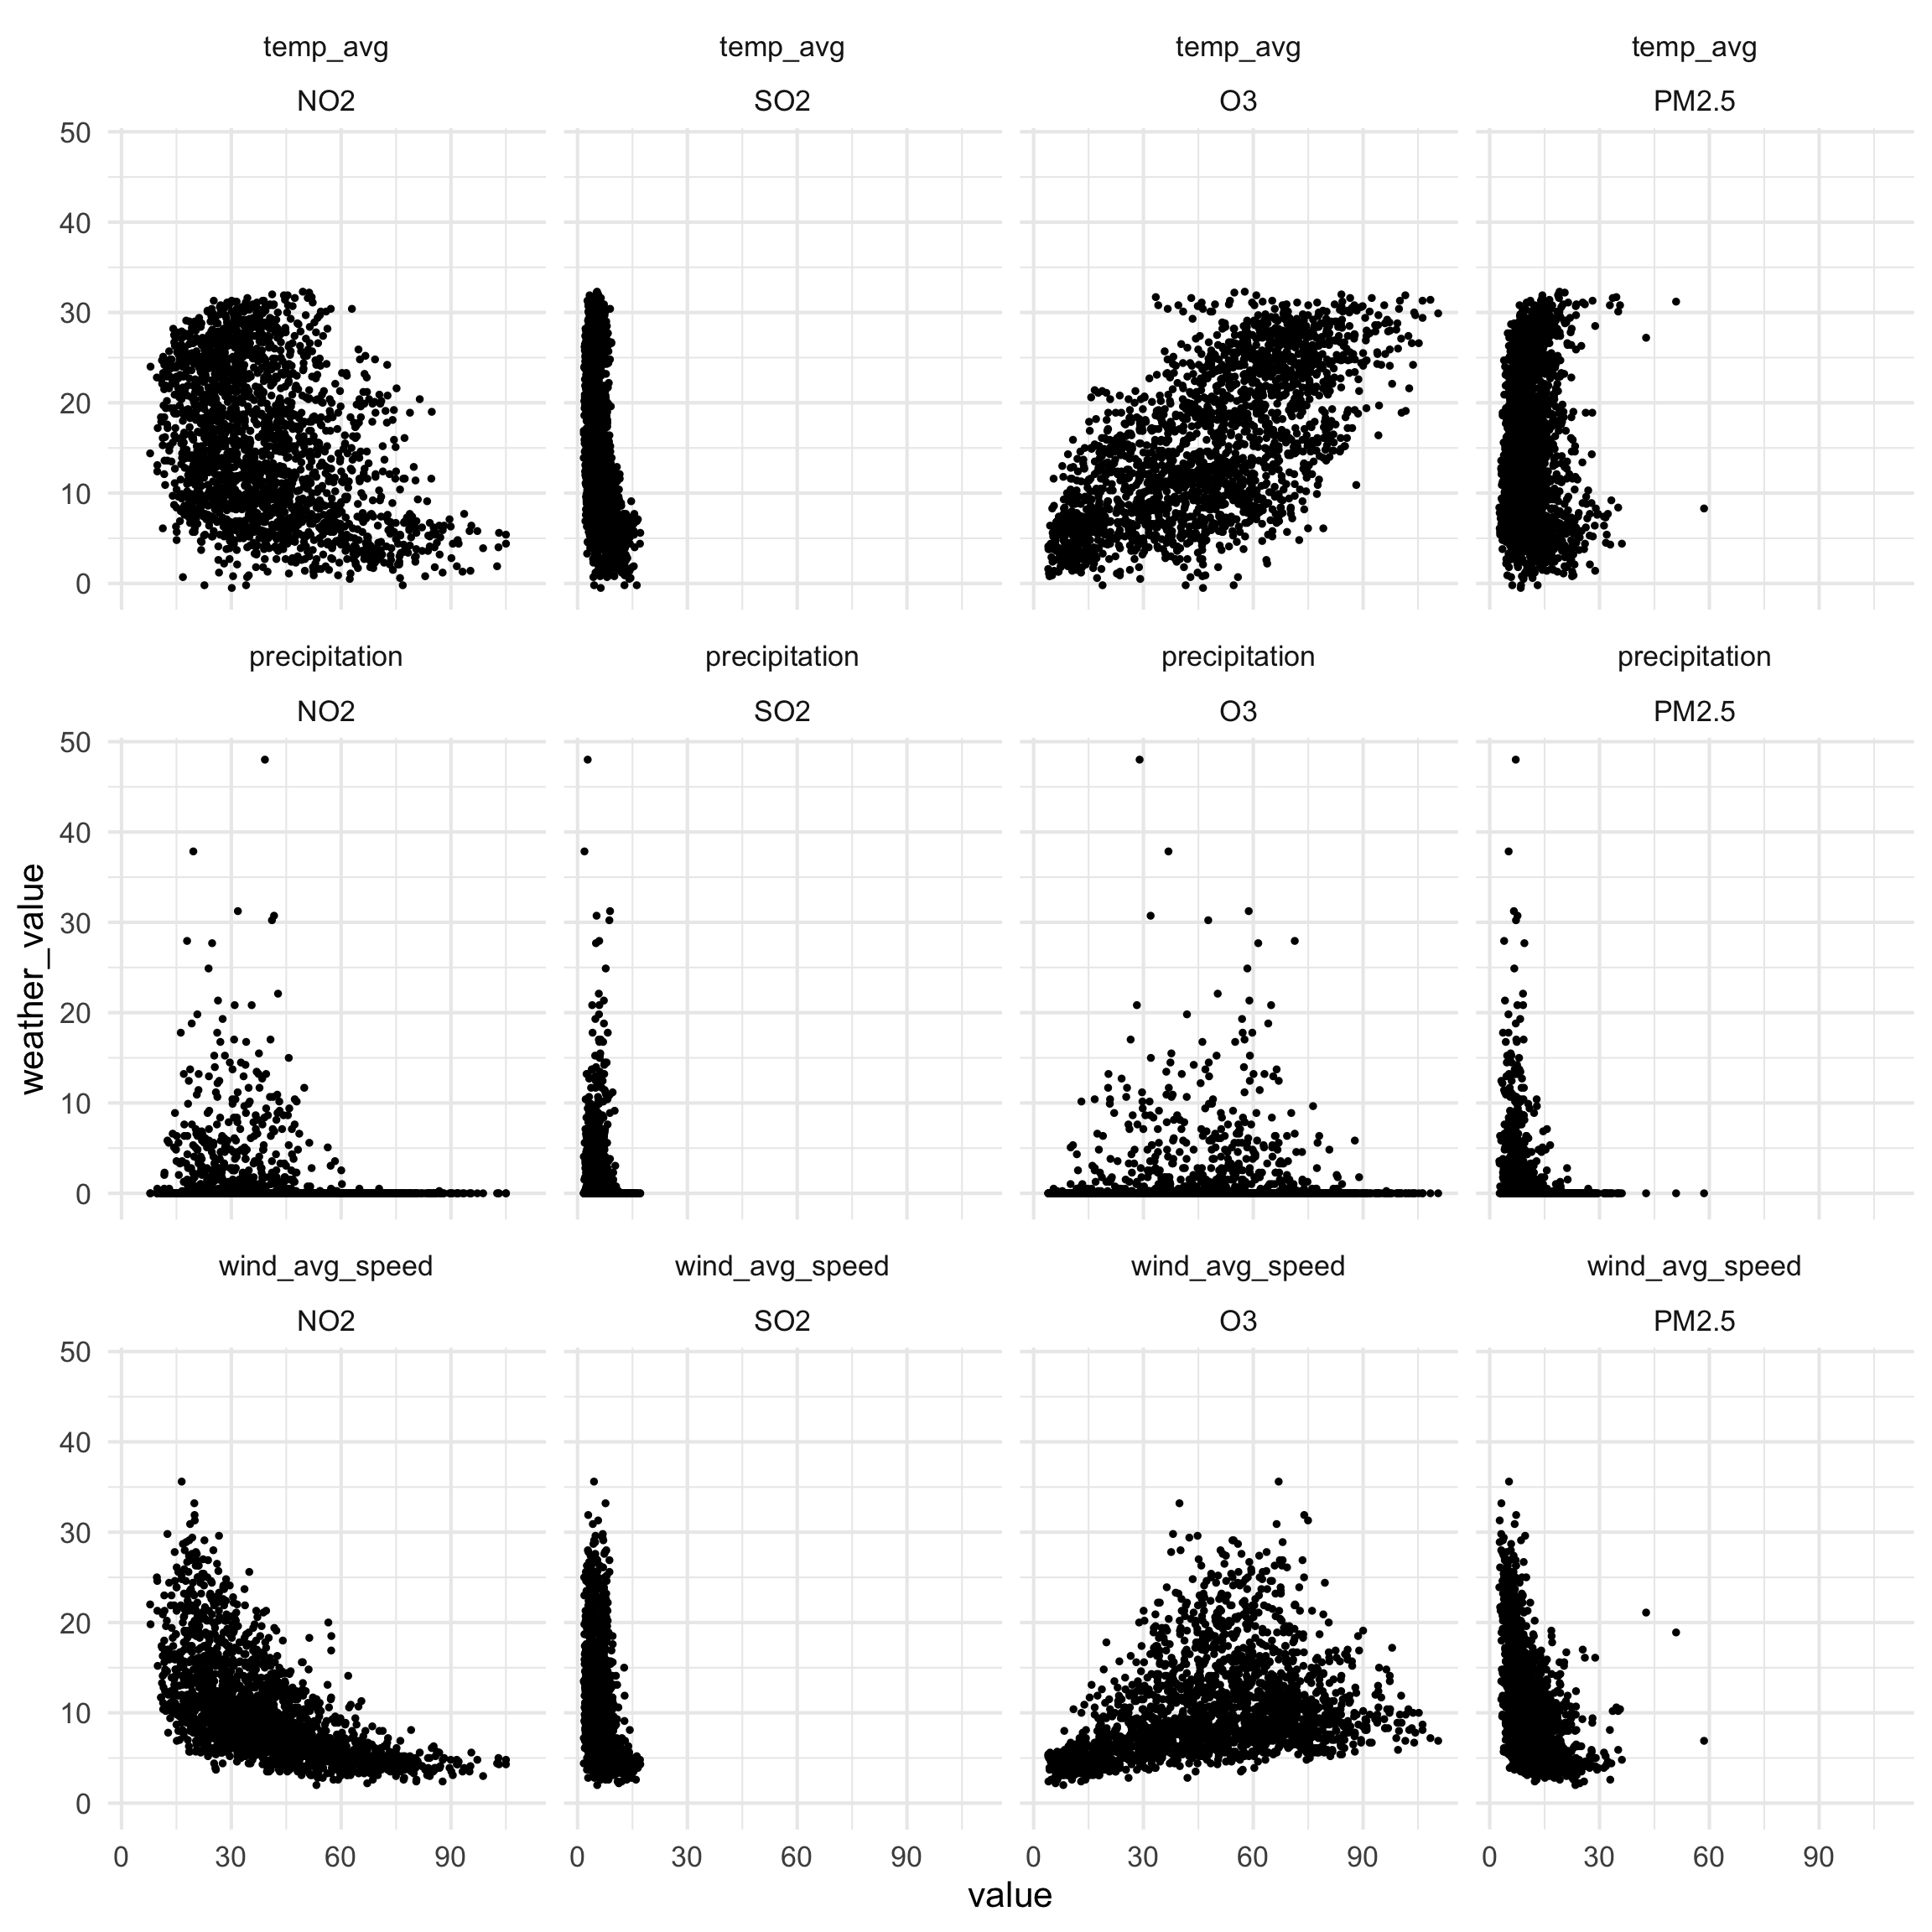 temp_avg temp_avg temp_avg temp_avg
NO2 SO2 O3 PM2.5
50
40
30
20
10
0
precipitation precipitation precipitation precipitation
NO2 SO2 O3 PM2.5
50
40
30
20
10
0
weather_value
wind_avg_speed wind_avg_speed wind_avg_speed wind_avg_speed
NO2 SO2 O3 PM2.5
50
40
30
20
10
0
0 30 60 90 0 30 60 90 0 30 60 90 0 30 60 90
value